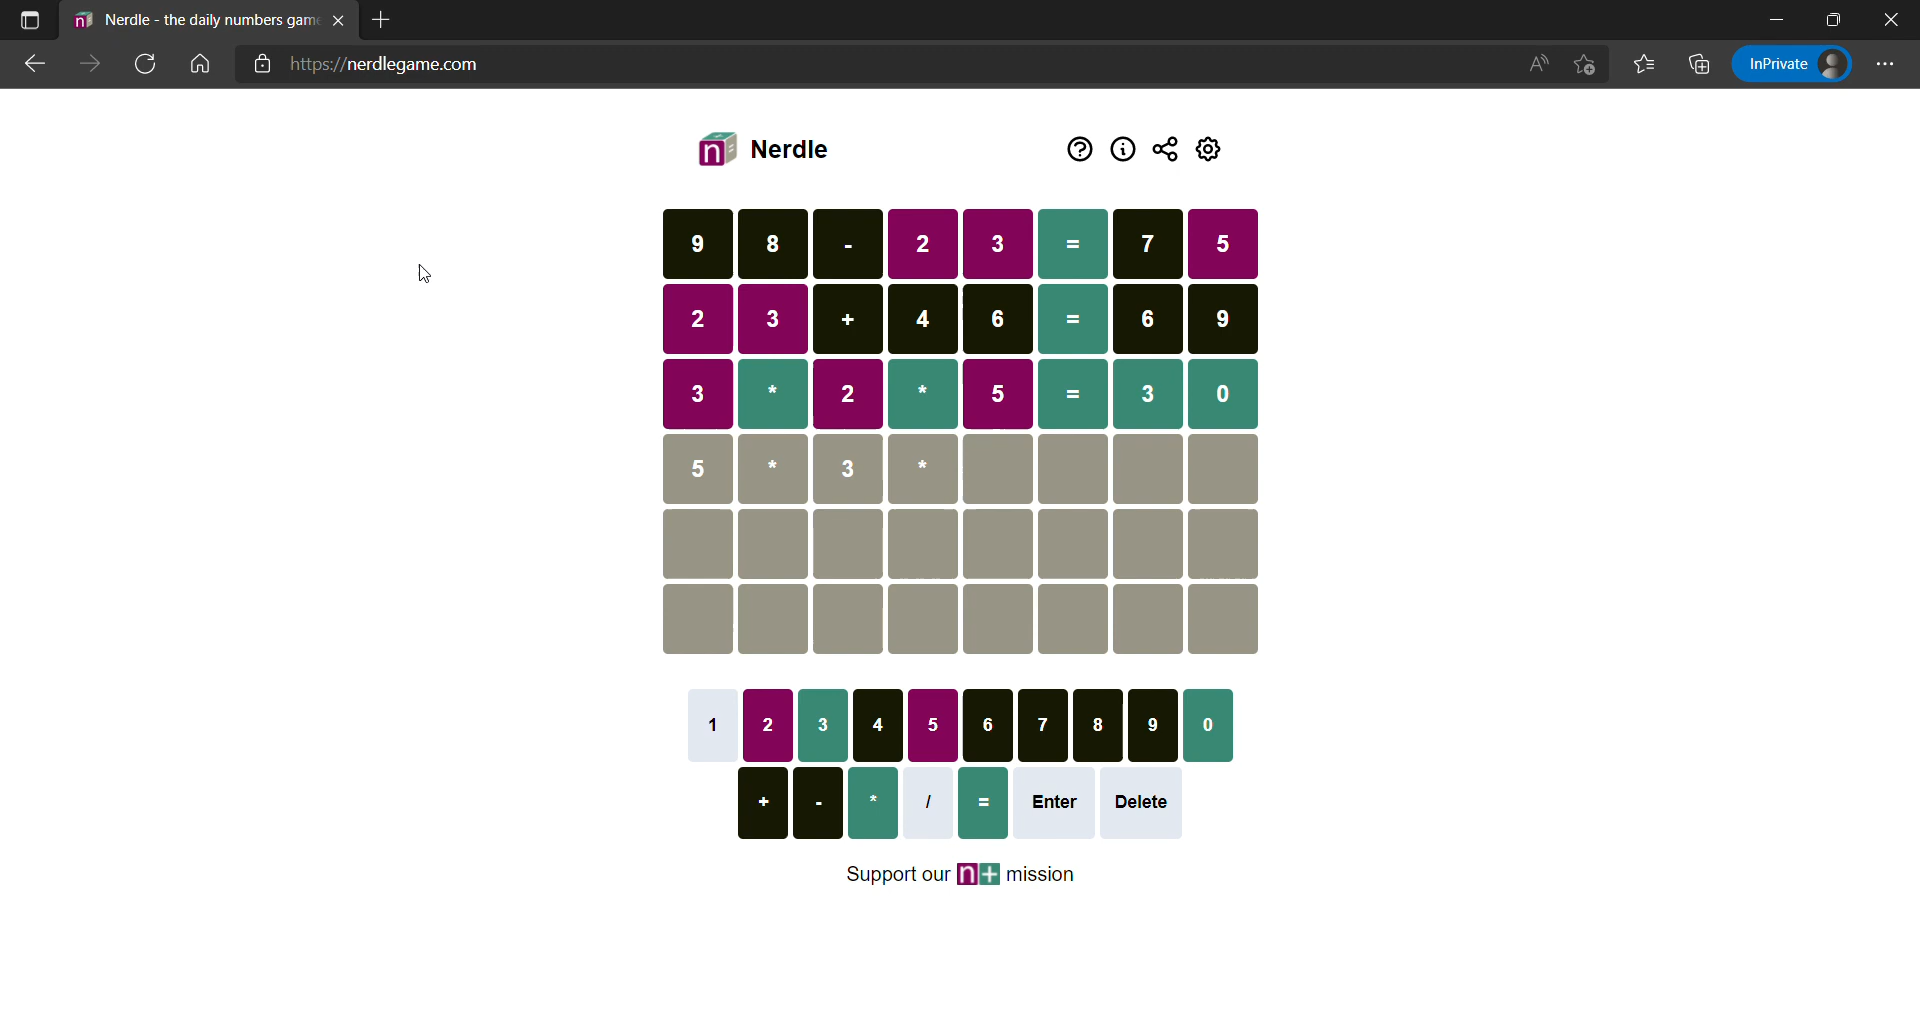 Nerdle - the daily numbers game
https://nerdlegame.com
InPrivate
n Nerdle
9 8 - 2 3 = 7 5
2 3 + 4 6 = 6 9
3 * 2 * 5 = 3 0
5 * 3 *
1 2 3 4 5 6 7 8 9 0
+ - * / = Enter Delete
Support our n+ mission